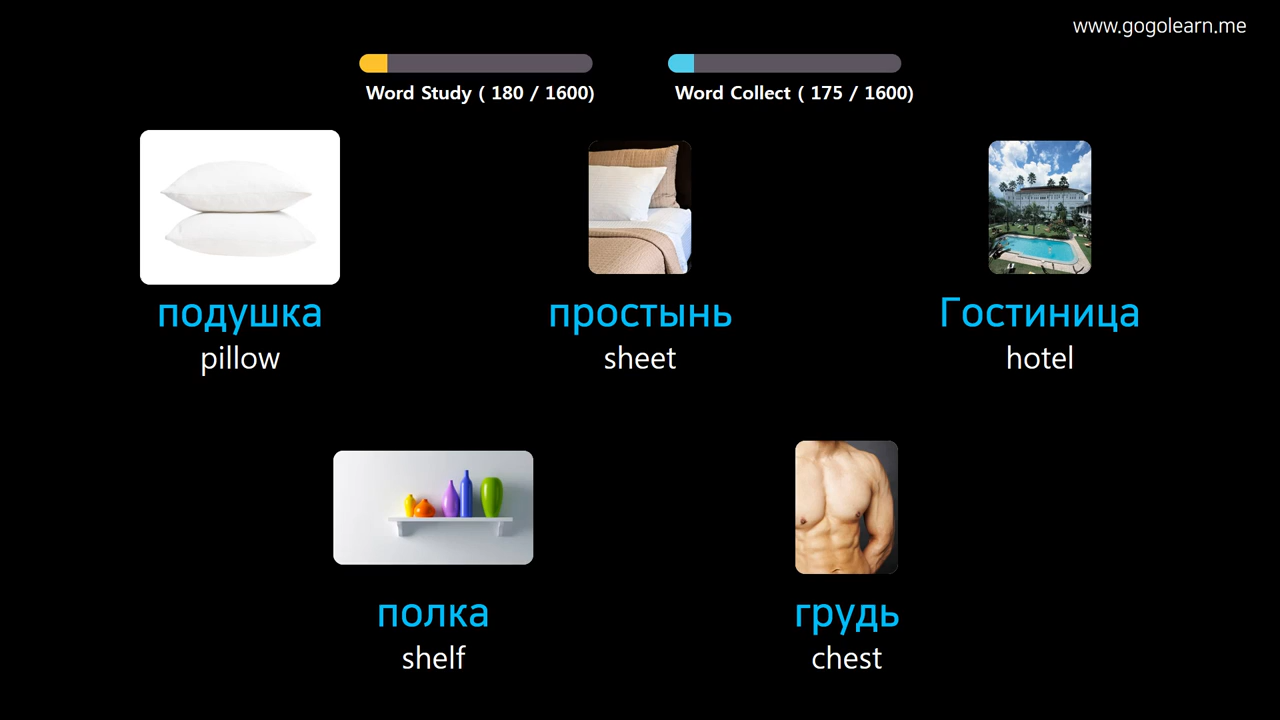 www.gogolearn.me
Word Study ( 180 / 1600)
Word Collect ( 175 / 1600)
подушка
pillow
простынь
sheet
Гостиница
hotel
полка
shelf
грудь
chest